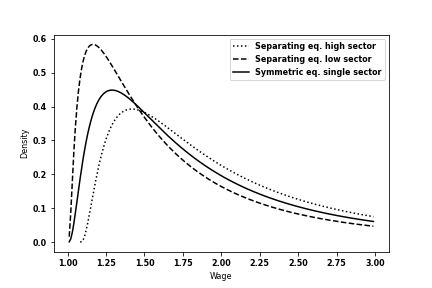 Separating eq. high sector
Separating eq. low sector
Symmetric eq. single sector
Density
0.6
0.5
0.4
0.3
0.2
0.1
0.0
1.00 1.25 1.50 1.75 2.00 2.25 2.50 2.75 3.00
Wage